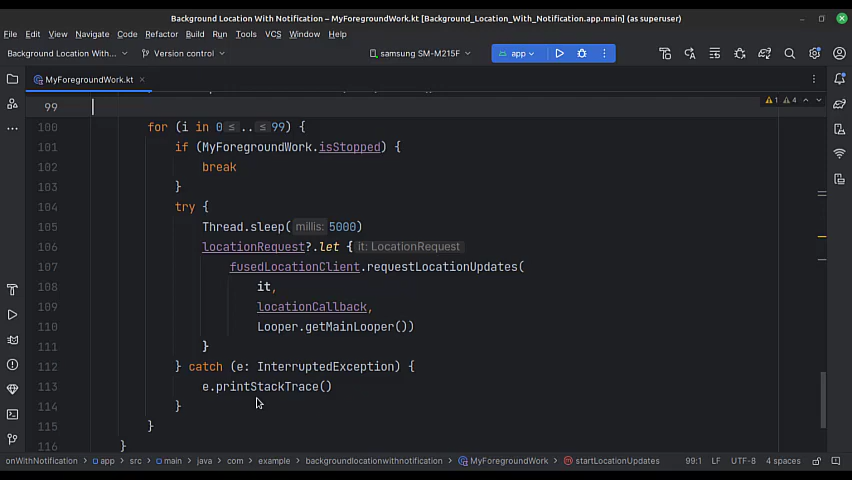 Background Location With Notification – MyForegroundWork.kt [Background_Location_With_Notification.app.main] (as superuser)
File Edit View Navigate Code Refactor Build Run Tools VCS Window Help
Background Location With... Version control samsung SM-M215F app
MyForegroundWork.kt
99 1 4
100 for (i in 0 ≤ .. ≤ 99) {
101 if (MyForegroundWork.isStopped) {
102 break
103 }
104 try {
105 Thread.sleep( millis: 5000)
106 locationRequest?.let { it: LocationRequest
107 fusedLocationClient.requestLocationUpdates(
108 it,
109 locationCallback,
110 Looper.getMainLooper())
111 }
112 } catch (e: InterruptedException) {
113 e.printStackTrace()
114 }
115 }
116 }
onWithNotification app src main java com example backgroundlocationwithnotification MyForegroundWork.kt startLocationUpdates 99:1 LF UTF-8 4 spaces